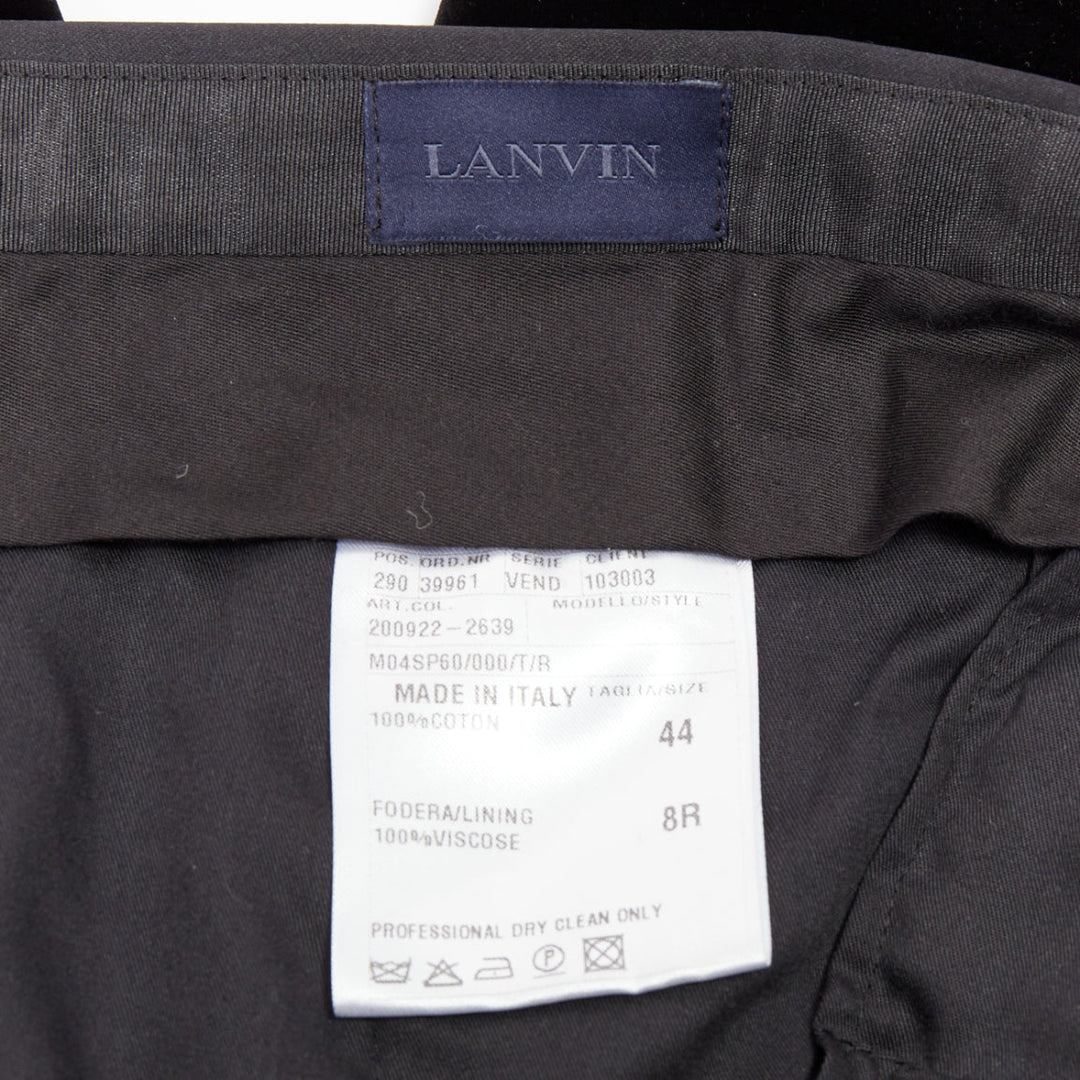 LANVIN
POS. ORD.NR SERIE CLIENT
290 39961 VEND 103003
ART.COL. MODELLO/STYLE
200922-2639
M04SP60/000/T/R
MADE IN ITALY TAGLIA/SIZE
100%COTON 44
FODERA/LINING 8R
100%VISCOSE
PROFESSIONAL DRY CLEAN ONLY
P